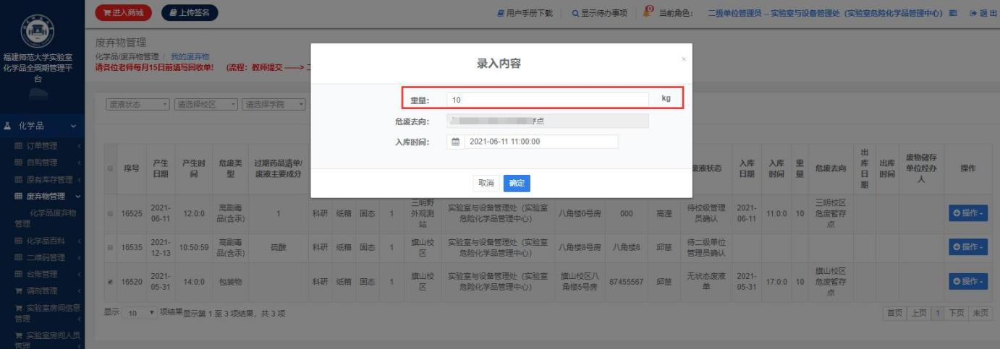 进入商城
上传签名
用户手册下载
显示待办事项
0
当前角色：
二级单位管理员 – 实验室与设备管理处（实验室危险化学品管理中心）
退出
福建师范大学实验室
化学品全周期管理平
台
废弃物管理
化学品/废弃物管理 / 我的废弃物
请各位老师每月15日前填写回收单! (流程：教师提交 ——>
录入内容
×
重量：
10
kg
危废去向：
存点
入库时间：
2021-06-11 11:00:00
取消
确定
废液状态
请选择校区
请选择学院
化学品
订单管理
自购管理
原有库存管理
废弃物管理
化学品废弃物
管理
化学品百科
二维码管理
台账管理
调剂管理
实验室房间信息
管理
实验室房间人员
管理
序号
产生
日期
产生时
间
危废类
型
过期药品清单/
废液主要成分
废液状态
入库
日期
入库
时间
重
量
危废去向
出
库
日
期
出库
时间
废物储存
单位经办
人
操作
16525
2021-
06-11
12:0:0
高剧毒
品(含汞)
1
科研
纸箱
固态
1
三明野
外观测
站
实验室与设备管理处（实验室
危险化学品管理中心）
八角楼0号房
000
高滢
待校级管理
员确认
2021-
06-11
11:0:0
10
三明校区
危废暂存
点
操作
16535
2021-
12-13
10:50:59
高剧毒
品(含汞)
硫酸
科研
纸箱
固态
1
旗山校
区
实验室与设备管理处（实验室
危险化学品管理中心）
八角楼8号房
八角楼8
邱慧
待二级单位
管理员确认
操作
16520
2021-
05-31
14:0:0
包装物
科研
纸箱
固态
1
旗山校
区
实验室与设备管理处（实验室
危险化学品管理中心）
旗山校区八
角楼5号房
87455567
邱慧
无状态废液
单
2021-
05-31
17:0:0
10
旗山校区
危废暂存
点
操作
显示 10 项结果显示第 1 至 3 项结果，共 3 项
首页
上页
1
下页
末页